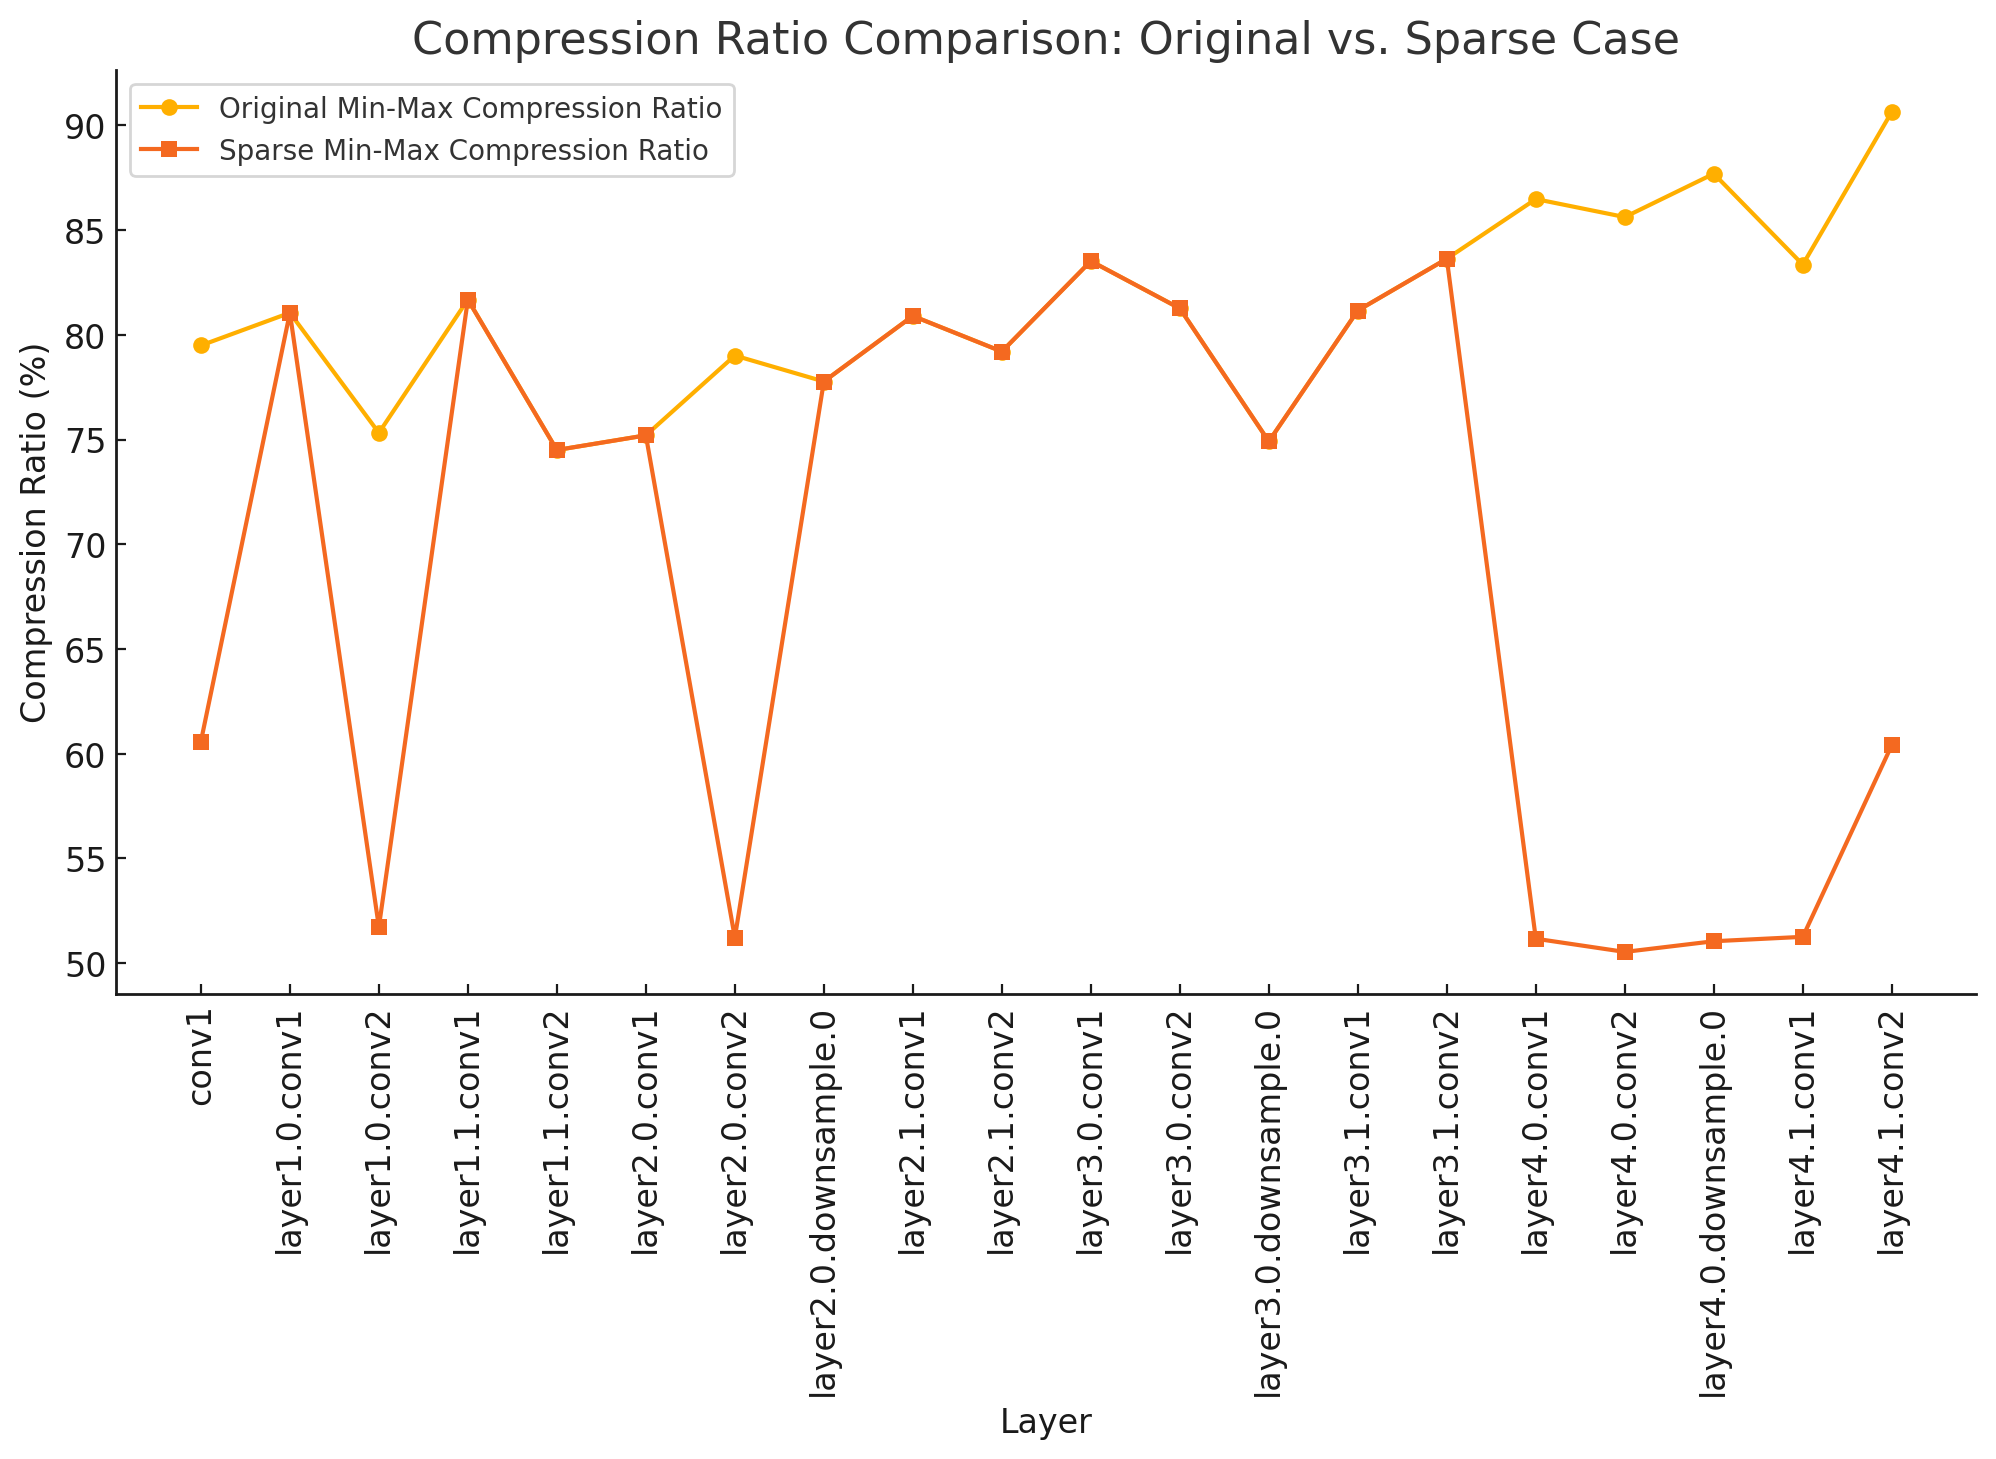 Compression Ratio Comparison: Original vs. Sparse Case
Original Min-Max Compression Ratio
Sparse Min-Max Compression Ratio
Compression Ratio (%)
90
85
80
75
70
65
60
55
50
conv1
layer1.0.conv1
layer1.0.conv2
layer1.1.conv1
layer1.1.conv2
layer2.0.conv1
layer2.0.conv2
layer2.0.downsample.0
layer2.1.conv1
layer2.1.conv2
layer3.0.conv1
layer3.0.conv2
layer3.0.downsample.0
layer3.1.conv1
layer3.1.conv2
layer4.0.conv1
layer4.0.conv2
layer4.0.downsample.0
layer4.1.conv1
layer4.1.conv2
Layer